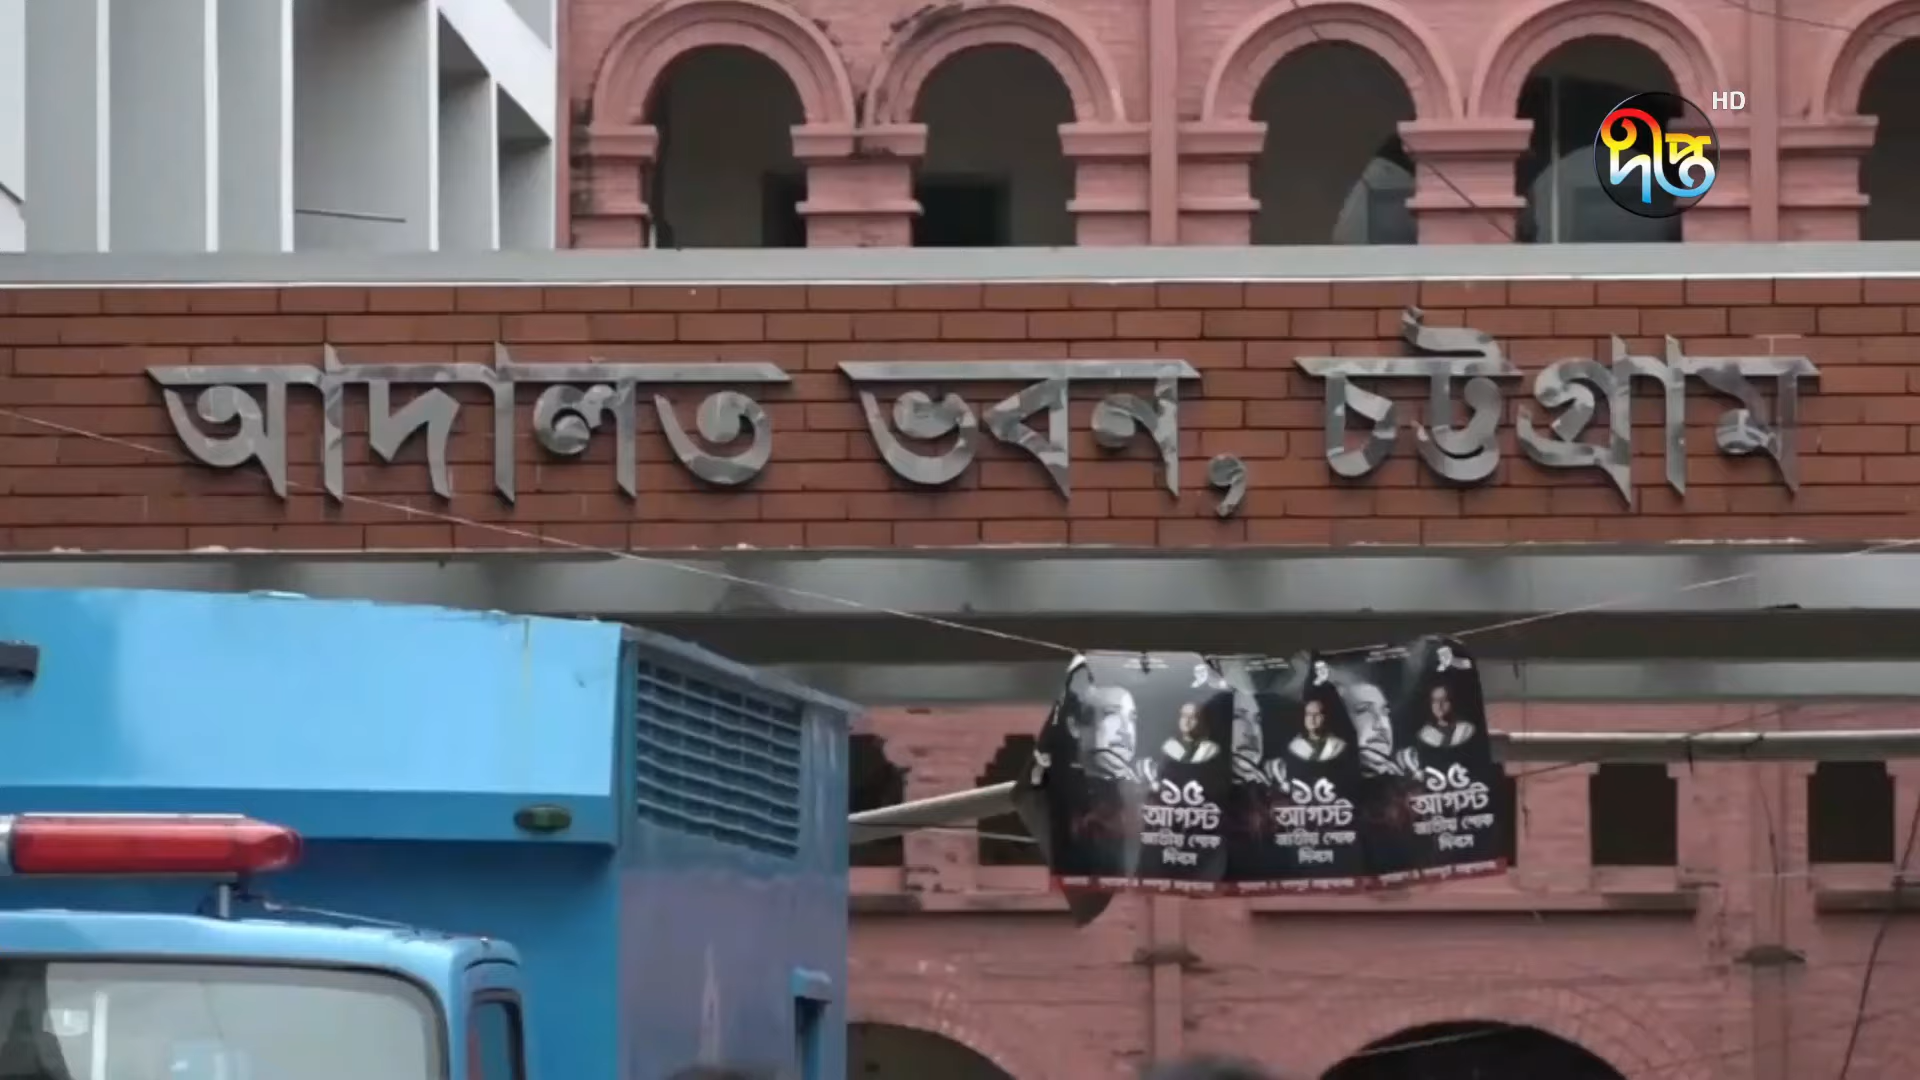 HD
দীপ্ত
আদালত ভবন, চট্টগ্রাম
১৫
আগস্ট
জাতীয় শোক
দিবসে
১৫
আগস্ট
জাতীয় শোক
দিবসে
১৫
আগস্ট
জাতীয় শোক
দিবসে